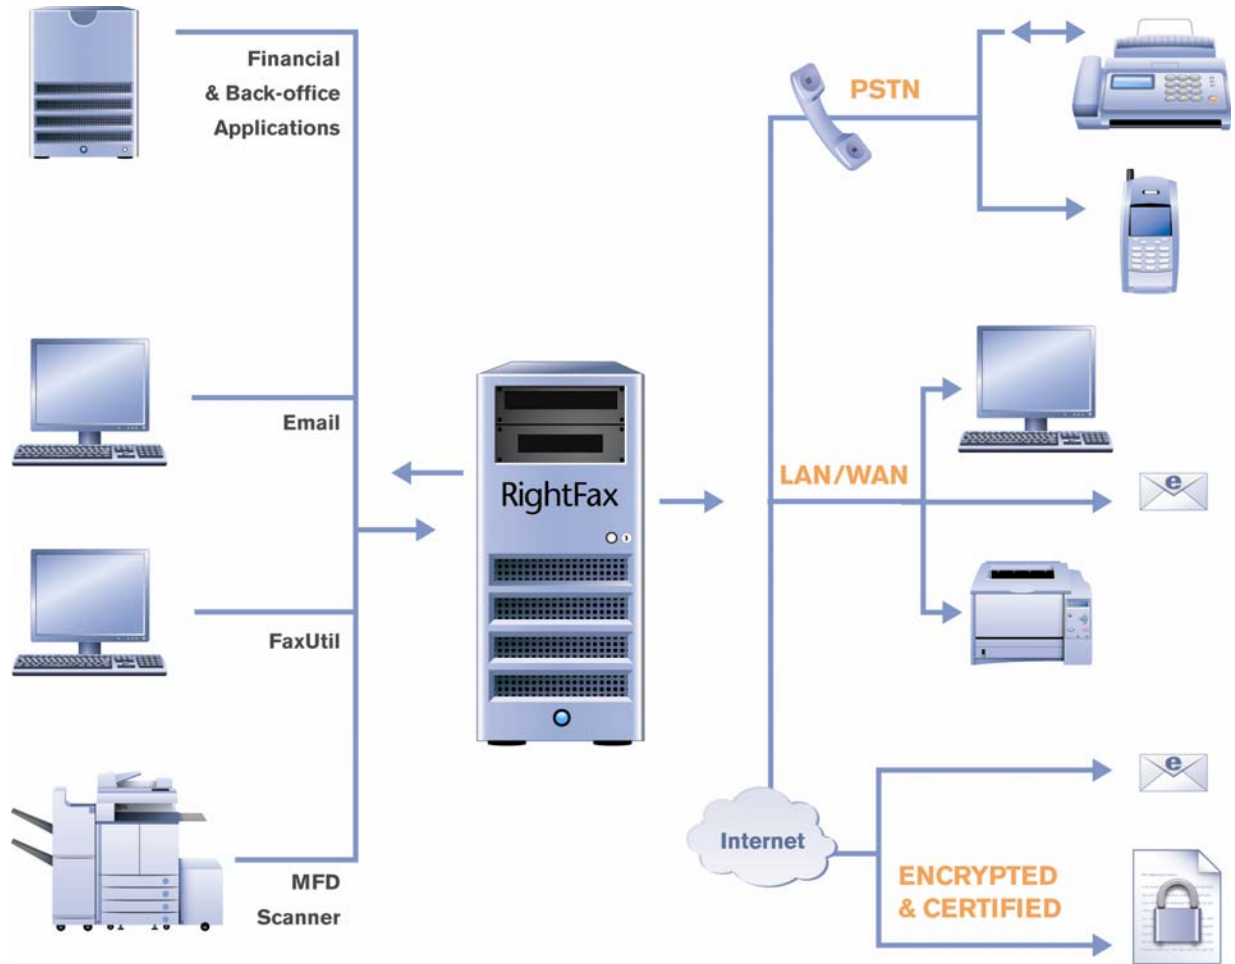 Financial
& Back-office
Applications
PSTN
Email
LAN/WAN
e
RightFax
FaxUtil
e
Internet
MFD
Scanner
ENCRYPTED
& CERTIFIED